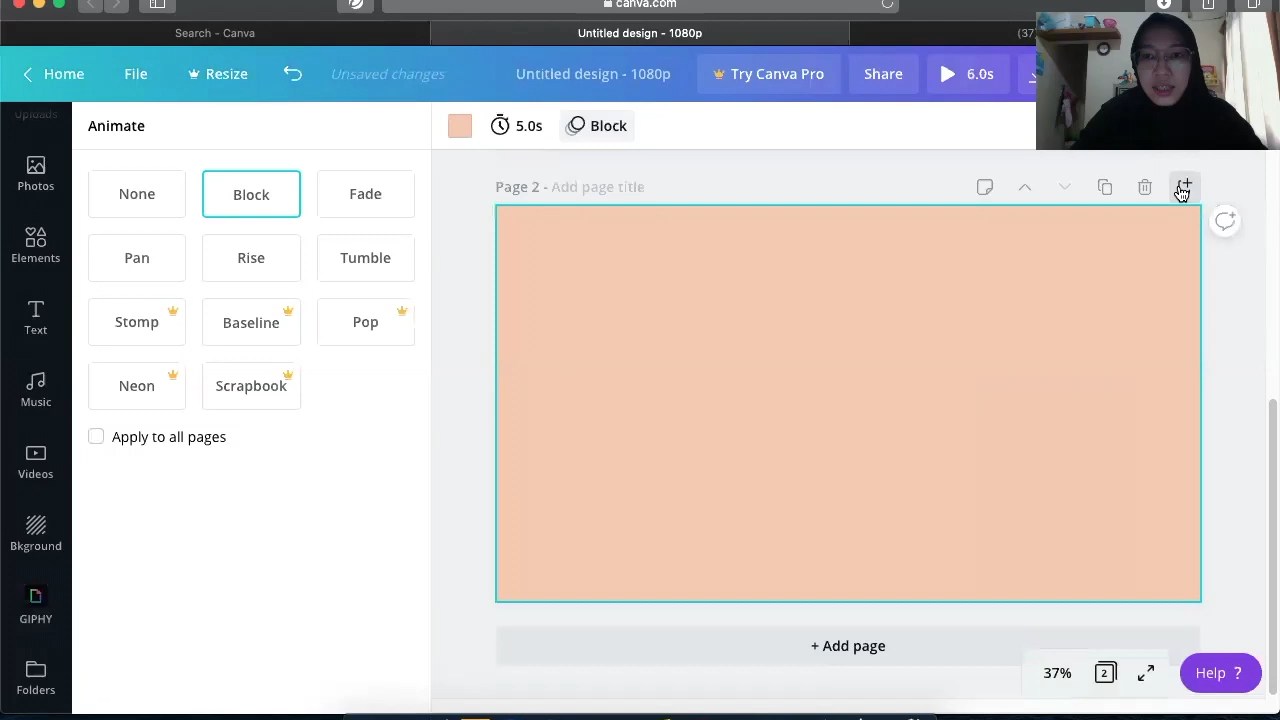 canva.com
Search - Canva
Untitled design - 1080p
(37
Home
File
Resize
Unsaved changes
Untitled design - 1080p
Try Canva Pro
Share
6.0s
Uploads
Animate
5.0s
Block
Photos
None
Block
Fade
Page 2 - Add page title
Elements
Pan
Rise
Tumble
Text
Stomp
Baseline
Pop
Music
Neon
Scrapbook
Apply to all pages
Videos
Bkground
GIPHY
Folders
+ Add page
37%
2
Help ?